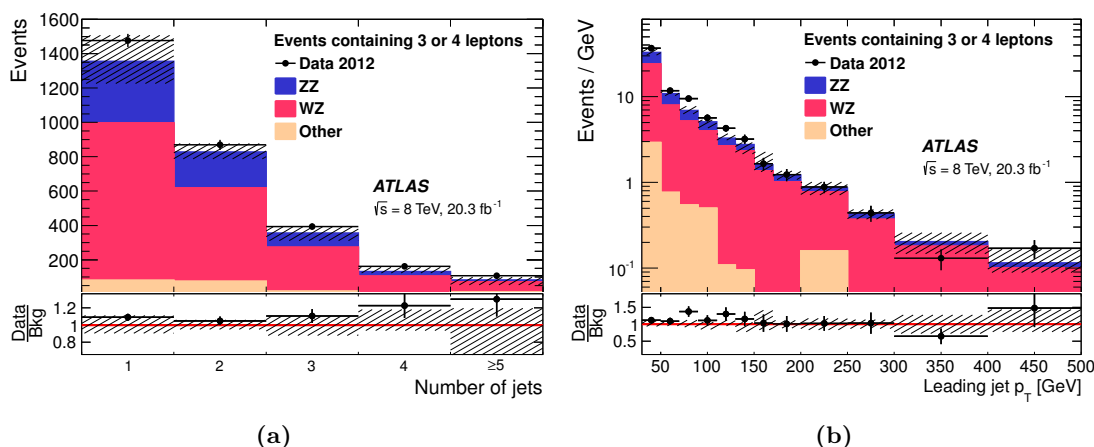 Events
1600
1400
1200
1000
800
600
400
200
Events containing 3 or 4 leptons
Data 2012
ZZ
WZ
Other
ATLAS
√s = 8 TeV, 20.3 fb⁻¹
Data
Bkg
1.2
1
0.8
1
2
3
4
≥5
Number of jets
(a)
Events / GeV
10
1
10⁻¹
Events containing 3 or 4 leptons
Data 2012
ZZ
WZ
Other
ATLAS
√s = 8 TeV, 20.3 fb⁻¹
Data
Bkg
1.5
1
0.5
50 100 150 200 250 300 350 400 450 500
Leading jet p_T [GeV]
(b)